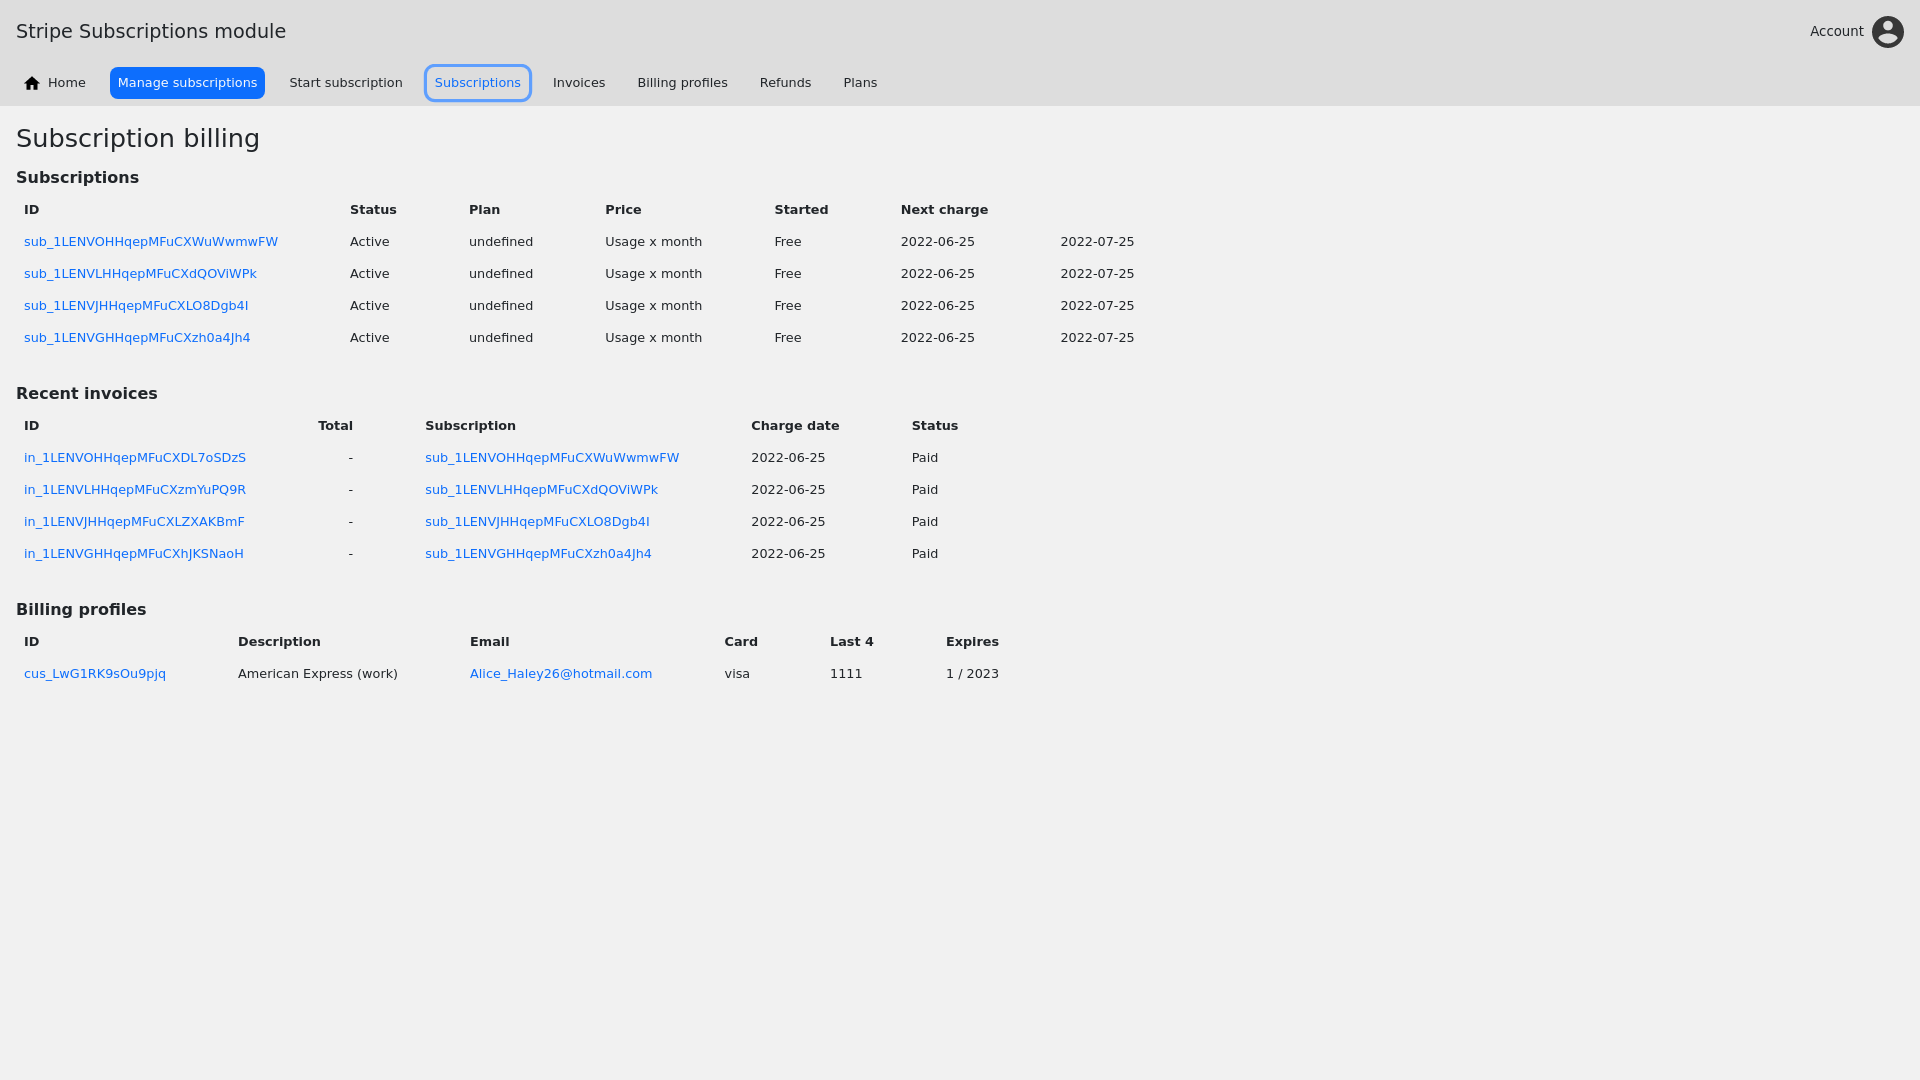 Stripe Subscriptions module
Account
Home Manage subscriptions Start subscription Subscriptions Invoices Billing profiles Refunds Plans
Subscription billing
Subscriptions
ID Status Plan Price Started Next charge
sub_1LENVOHHqepMFuCXWuWwmwFW Active undefined Usage x month Free 2022-06-25 2022-07-25
sub_1LENVLHHqepMFuCXdQOViWPk Active undefined Usage x month Free 2022-06-25 2022-07-25
sub_1LENVJHHqepMFuCXLO8Dgb4I Active undefined Usage x month Free 2022-06-25 2022-07-25
sub_1LENVGHHqepMFuCXzh0a4Jh4 Active undefined Usage x month Free 2022-06-25 2022-07-25
Recent invoices
ID Total Subscription Charge date Status
in_1LENVOHHqepMFuCXDL7oSDzS - sub_1LENVOHHqepMFuCXWuWwmwFW 2022-06-25 Paid
in_1LENVLHHqepMFuCXzmYuPQ9R - sub_1LENVLHHqepMFuCXdQOViWPk 2022-06-25 Paid
in_1LENVJHHqepMFuCXLZXAKBmF - sub_1LENVJHHqepMFuCXLO8Dgb4I 2022-06-25 Paid
in_1LENVGHHqepMFuCXhJKSNaoH - sub_1LENVGHHqepMFuCXzh0a4Jh4 2022-06-25 Paid
Billing profiles
ID Description Email Card Last 4 Expires
cus_LwG1RK9sOu9pjq American Express (work) Alice_Haley26@hotmail.com visa 1111 1 / 2023